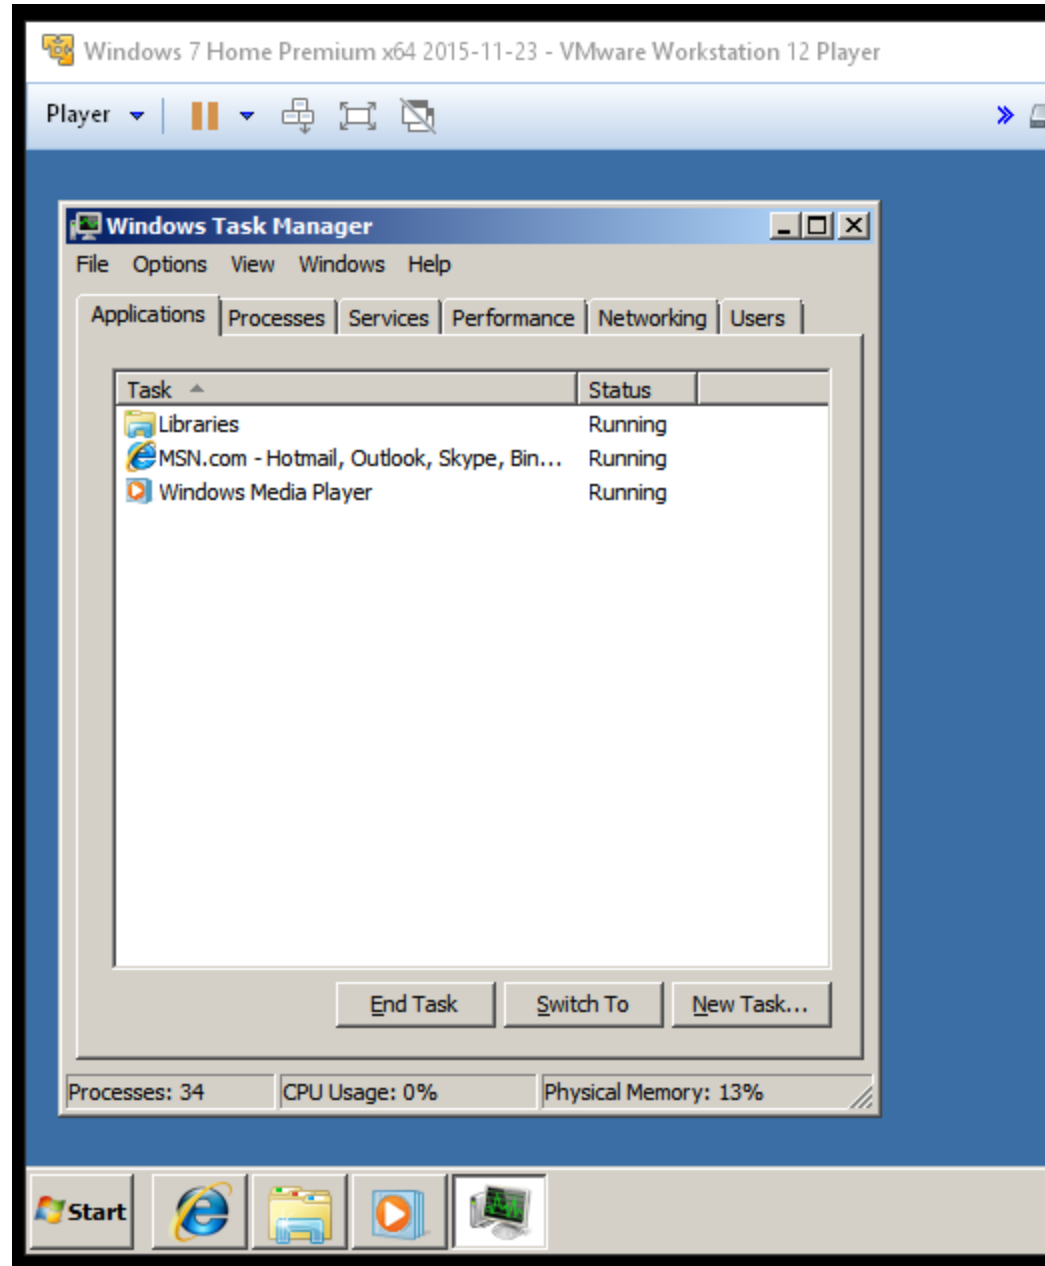 Windows 7 Home Premium x64 2015-11-23 - VMware Workstation 12 Player
Player
Windows Task Manager
File Options View Windows Help
Applications Processes Services Performance Networking Users
Task Status
Libraries Running
MSN.com - Hotmail, Outlook, Skype, Bin... Running
Windows Media Player Running
End Task Switch To New Task...
Processes: 34 CPU Usage: 0% Physical Memory: 13%
Start